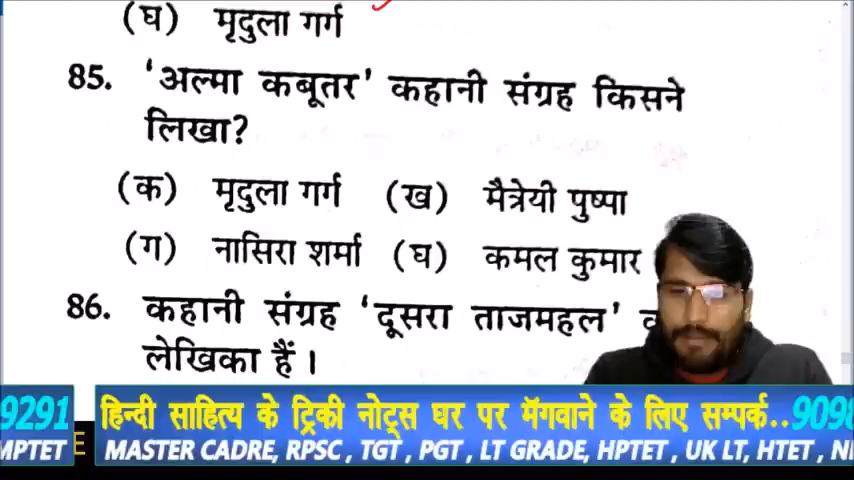 (घ) मृदुला गर्ग
85. 'अल्मा कबूतर' कहानी संग्रह किसने
लिखा?
(क) मृदुला गर्ग (ख) मैत्रेयी पुष्पा
(ग) नासिरा शर्मा (घ) कमल कुमार
86. कहानी संग्रह 'दूसरा ताजमहल'
लेखिका हैं।
9291 हिन्दी साहित्य के ट्रिकी नोट्स घर पर मॅगवाने के लिए सम्पर्क..9098
MPTET MASTER CADRE, RPSC , TGT , PGT , LT GRADE, HPTET , UK LT, HTET , N
E